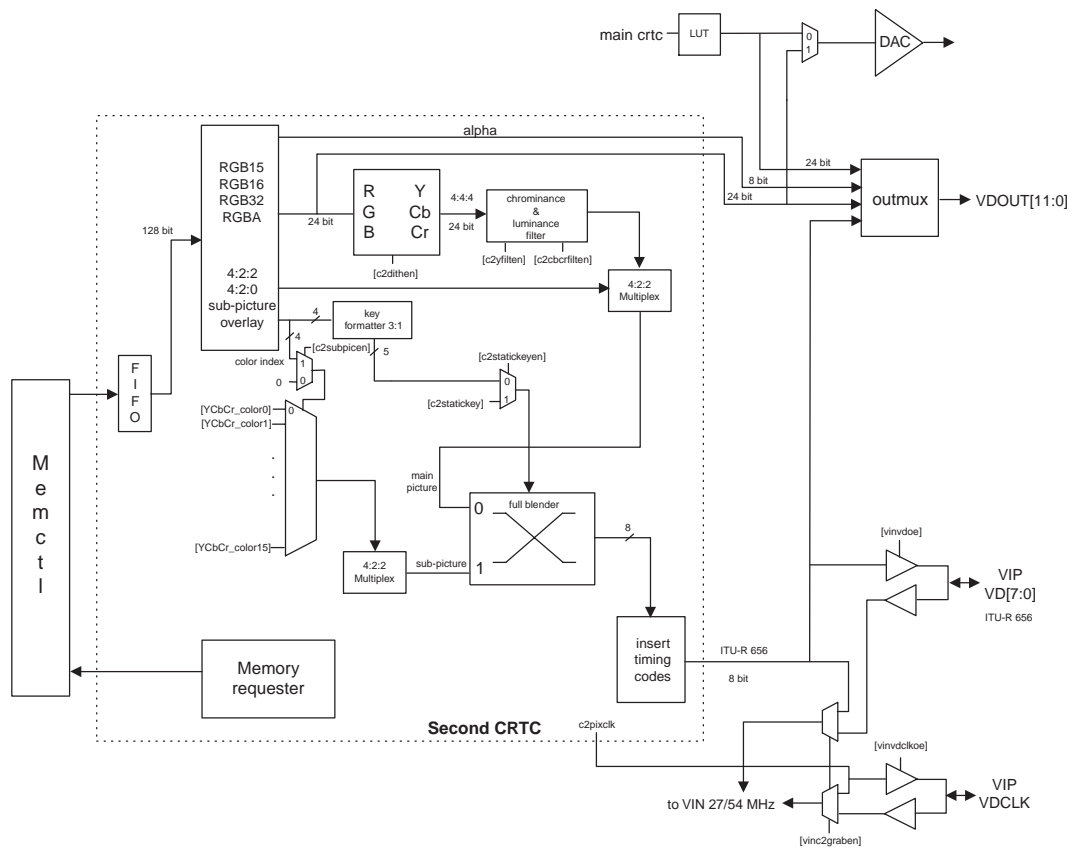 main crtc
LUT
0
1
DAC
alpha
RGB15
RGB16
RGB32
RGBA
4:2:2
4:2:0
sub-picture
overlay
128 bit
24 bit
R Y
G Cb
B Cr
[c2dithen]
4:4:4
24 bit
chrominance
&
luminance
filter
[c2yfilten]
[c2cbcrfilten]
24 bit
8 bit
24 bit
outmux
VDOUT[11:0]
4:2:2
Multiplex
4
key
formatter 3:1
4
5
[c2subpicen]
color index
1
0
0
[c2statickeyen]
0
1
[c2statickey]
F
I
F
O
[YCbCr_color0]
0
[YCbCr_color1]
.
.
.
[YCbCr_color15]
M
e
m
c
t
l
main
picture
full blender
0
1
8
4:2:2
Multiplex
sub-picture
insert
timing
codes
ITU-R 656
8 bit
[vinvdoe]
VIP
VD[7:0]
ITU-R 656
Memory
requester
Second CRTC
c2pixclk
[vinvdclkoe]
VIP
VDCLK
to VIN 27/54 MHz
[vinc2graben]